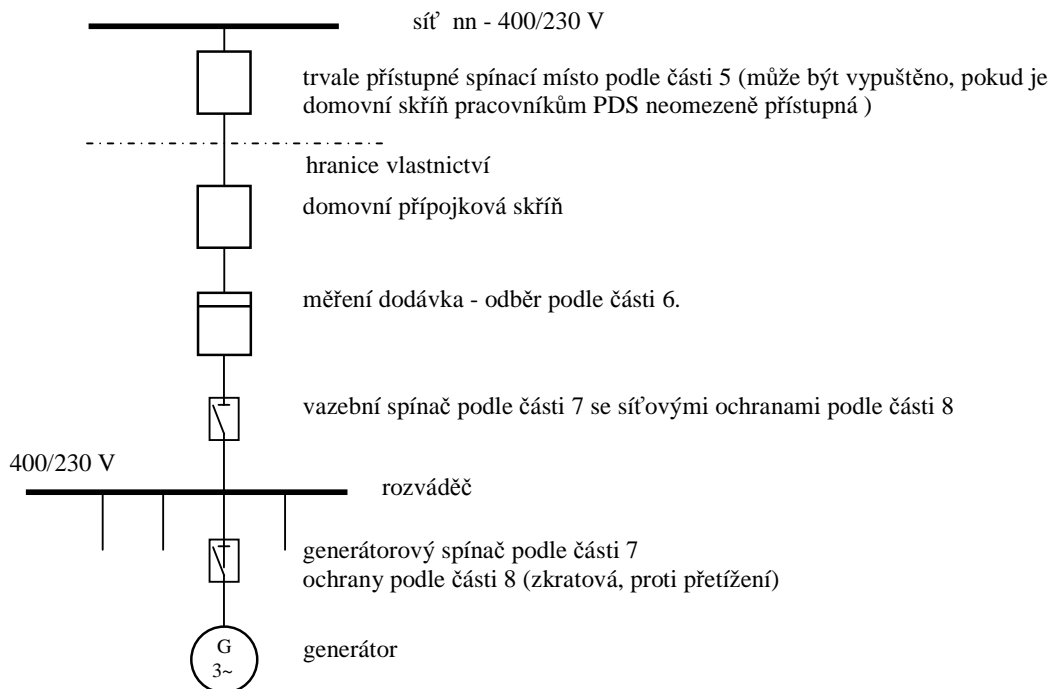 síť nn - 400/230 V
trvale přístupné spínací místo podle části 5 (může být vypuštěno, pokud je
domovní skříň pracovníkům PDS neomezeně přístupná )
hranice vlastnictví
domovní přípojková skříň
měření dodávka - odběr podle části 6.
vazební spínač podle části 7 se síťovými ochranami podle části 8
400/230 V
rozváděč
generátorový spínač podle části 7
ochrany podle části 8 (zkratová, proti přetížení)
G
3~
generátor